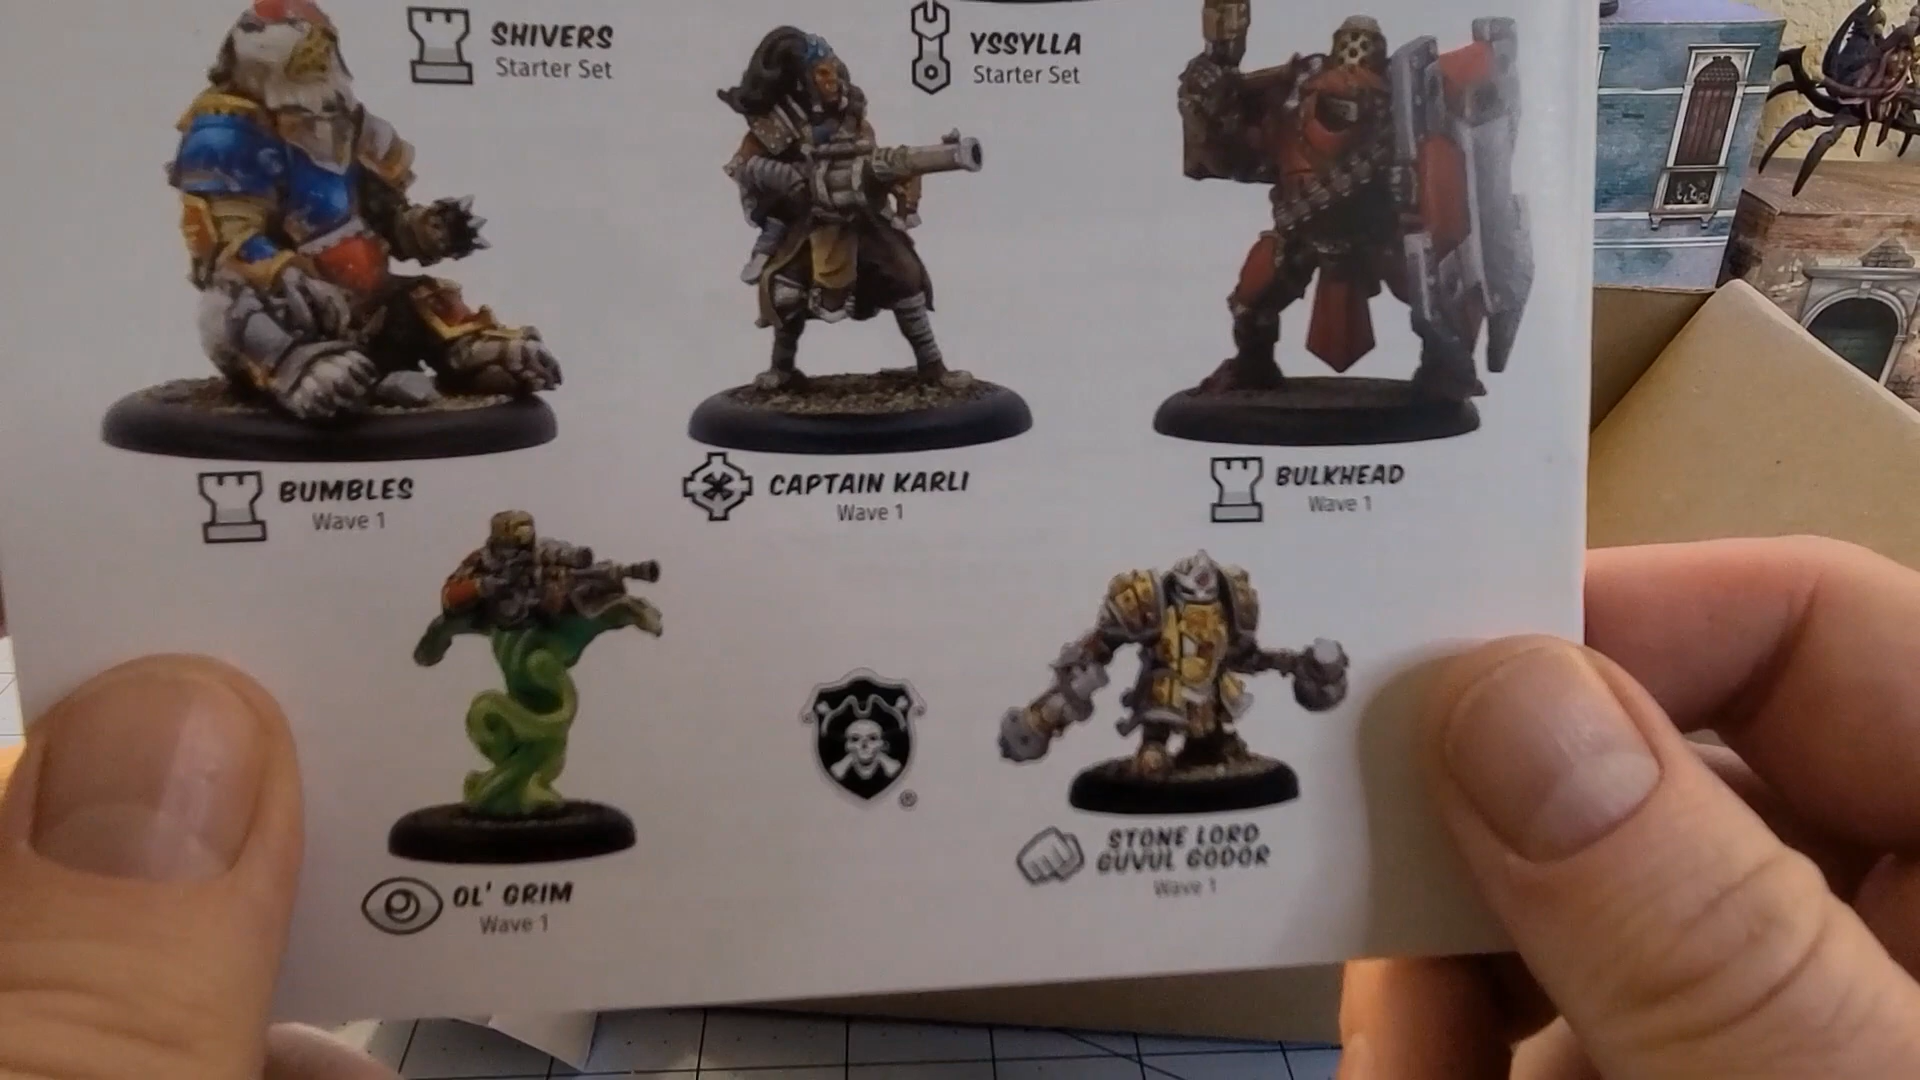 SHIVERS
Starter Set
YSSYLLA
Starter Set
BUMBLES
Wave 1
CAPTAIN KARLI
Wave 1
BULKHEAD
Wave 1
OL' GRIM
Wave 1
®
STONE LORD
GUVUL GODOR
Wave 1